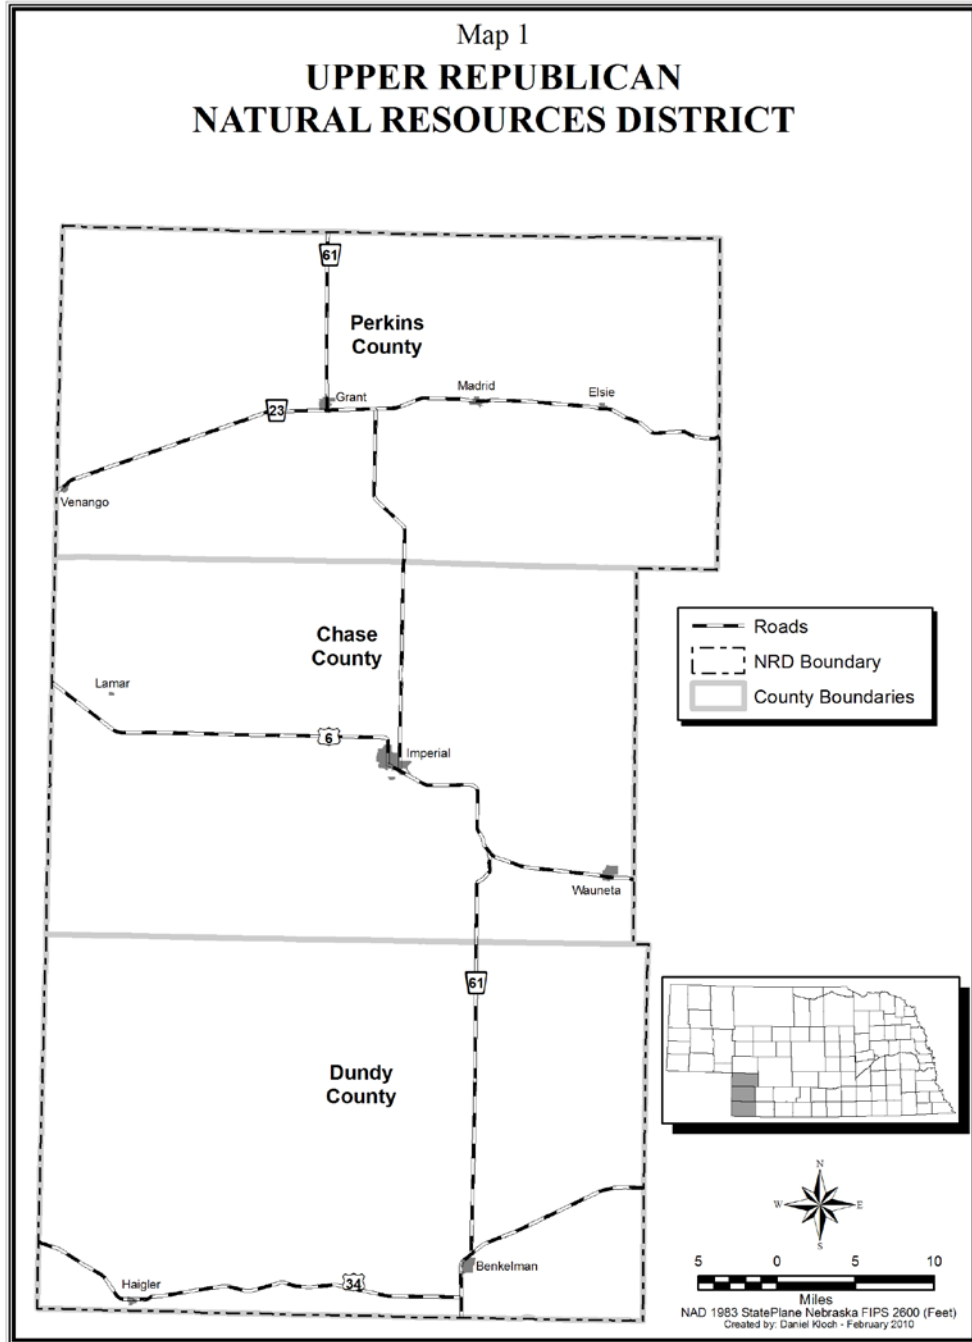 Map 1
UPPER REPUBLICAN
NATURAL RESOURCES DISTRICT
61
Perkins
County
Madrid
Elsie
Grant
23
Venango
Chase
County
Roads
NRD Boundary
County Boundaries
Lamar
6
Imperial
Wauneta
61
Dundy
County
N
W
E
S
Benkelman
Haigler
34
5 0 5 10
Miles
NAD 1983 StatePlane Nebraska FIPS 2600 (Feet)
Created by: Daniel Kloch - February 2010